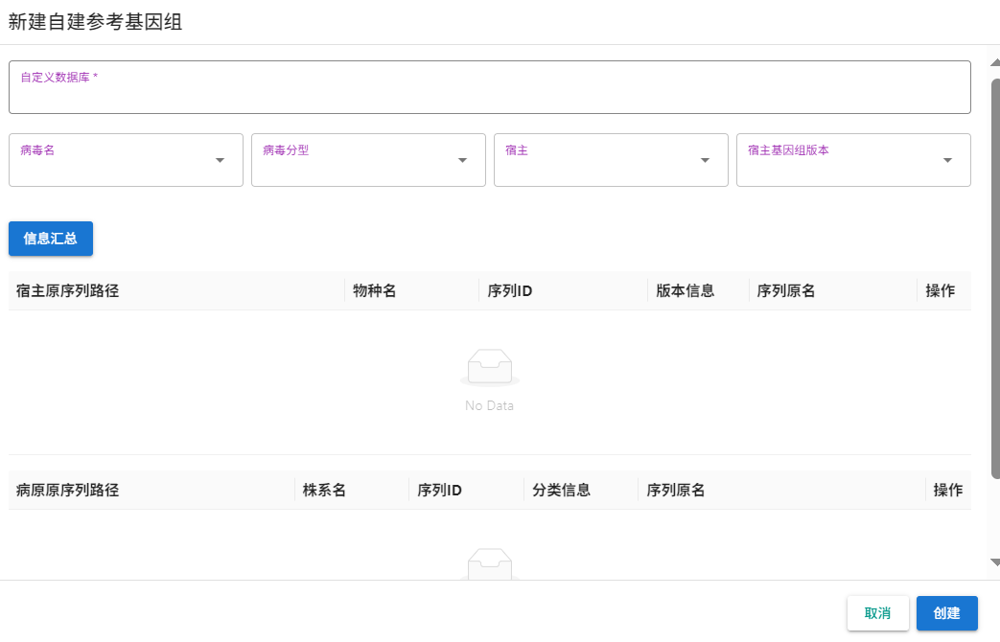 新建自建参考基因组
自定义数据库 *
病毒名 病毒分型 宿主 宿主基因组版本
信息汇总
宿主原序列路径 物种名 序列ID 版本信息 序列原名 操作
No Data
病原原序列路径 株系名 序列ID 分类信息 序列原名 操作
取消 创建